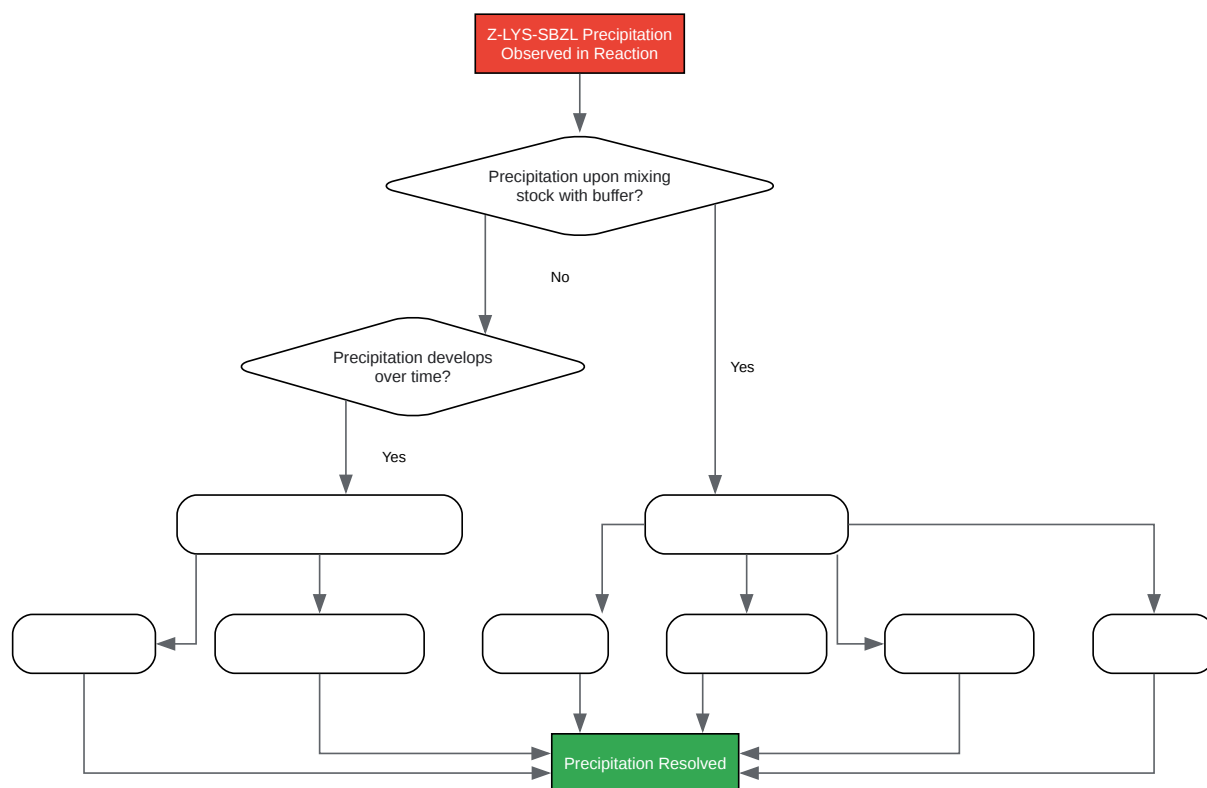 Z-LYS-SBZL Precipitation
Observed in Reaction
Precipitation upon mixing
stock with buffer?
No
Precipitation develops
over time?
Yes
Yes
Precipitation Resolved